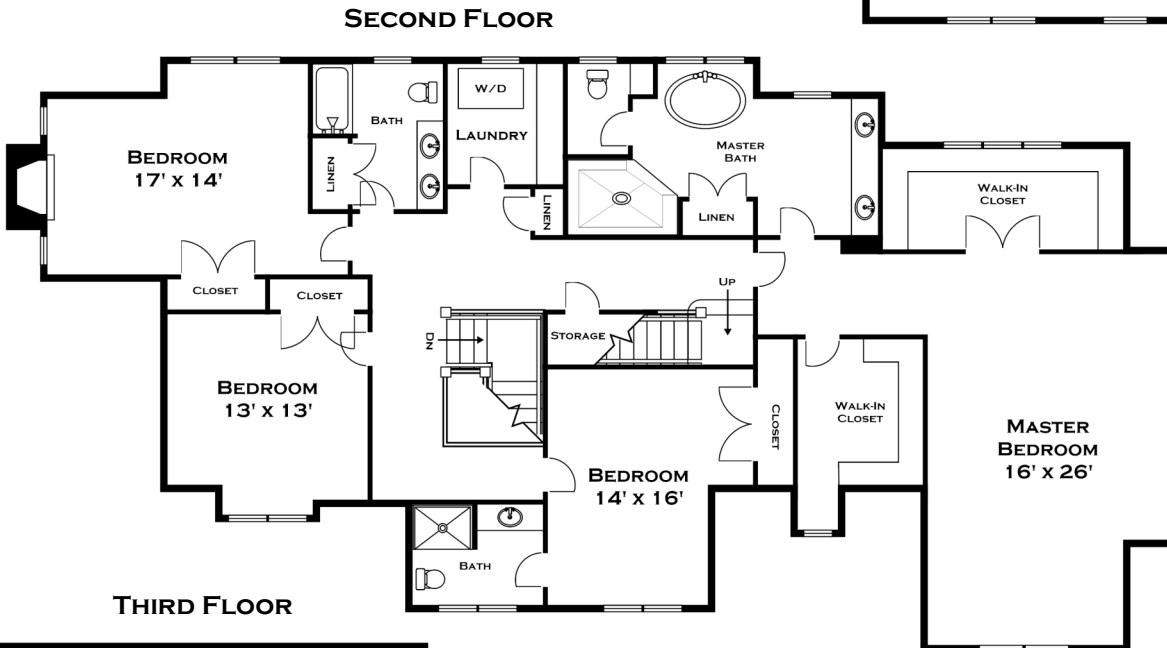 SECOND FLOOR
W/D
BATH
LAUNDRY
BEDROOM
17' X 14'
LINEN
MASTER
BATH
WALK-IN
CLOSET
LINEN
LINEN
CLOSET
CLOSET
UP
STORAGE
DN
BEDROOM
13' X 13'
WALK-IN
CLOSET
CLOSET
MASTER
BEDROOM
16' X 26'
BEDROOM
14' X 16'
BATH
THIRD FLOOR